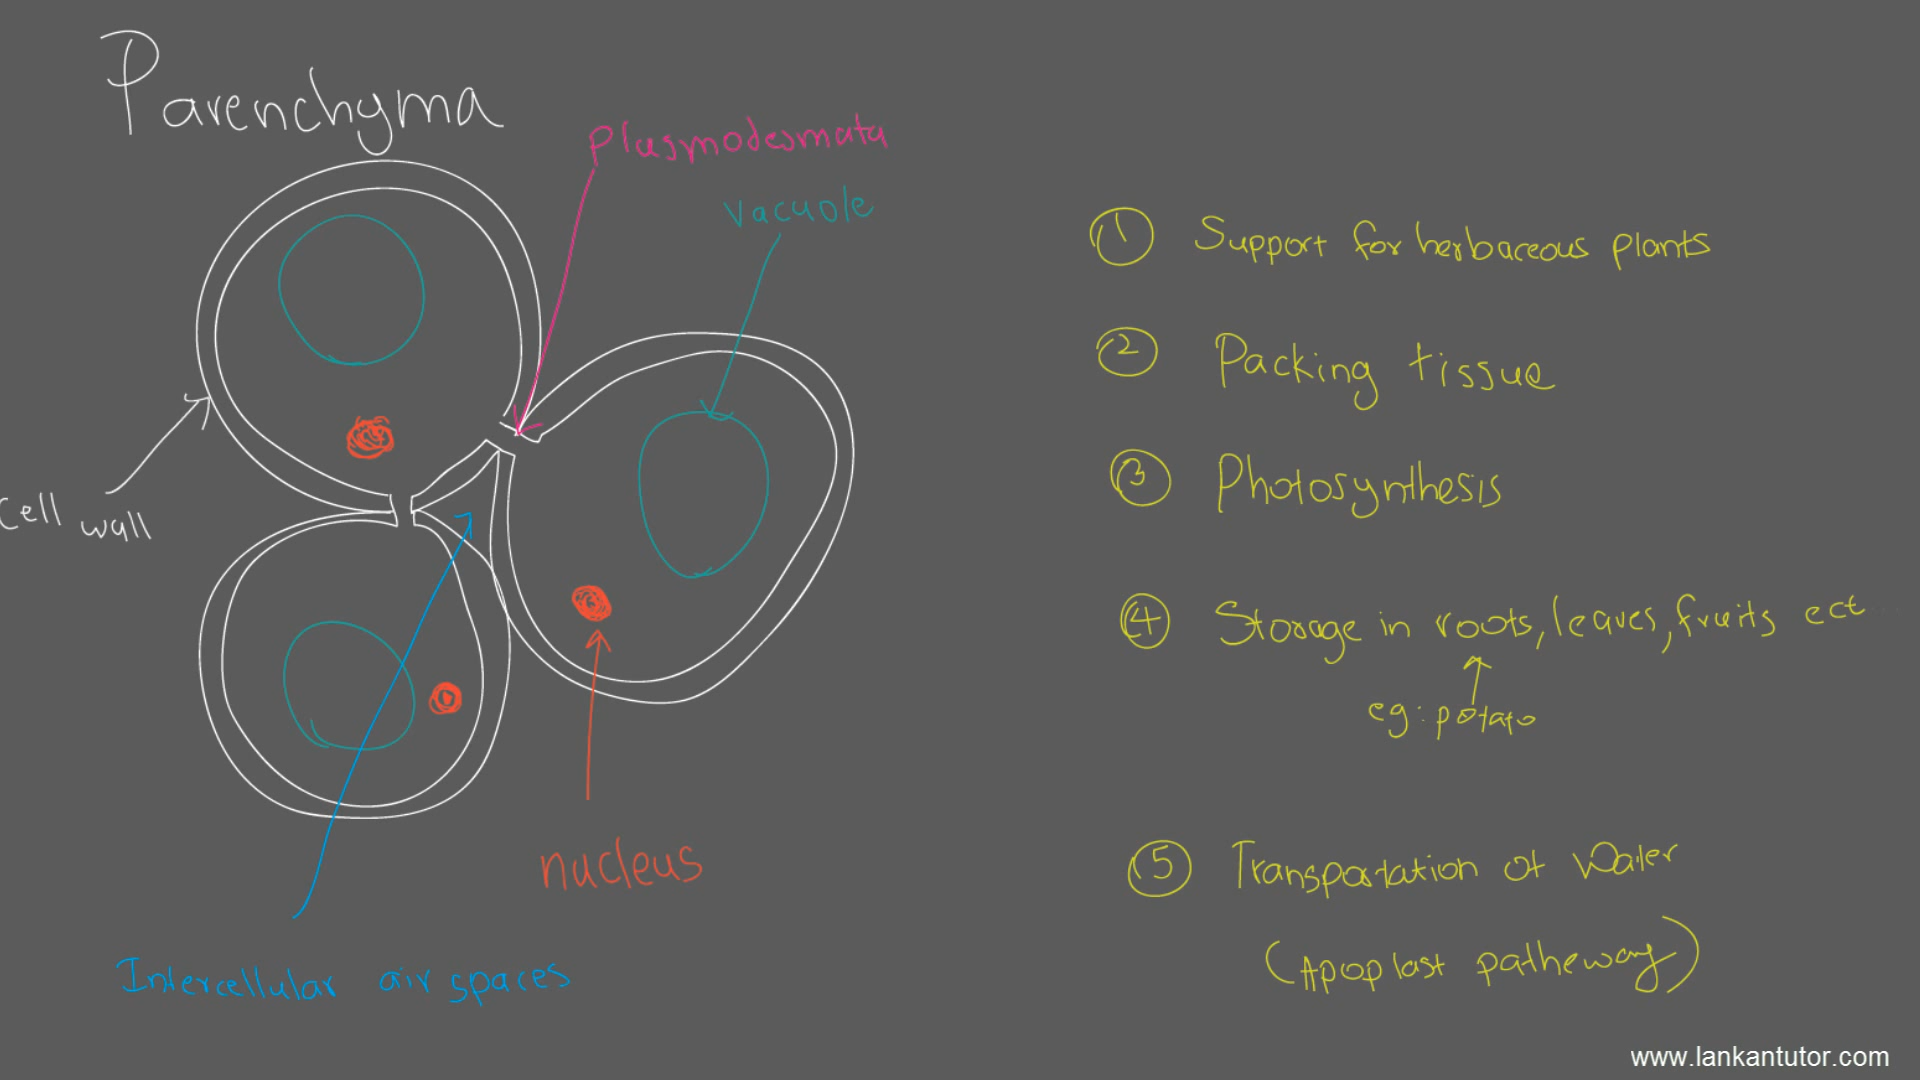 Parenchyma
Plasmodesmata
vacuole
cell wall
nucleus
Intercellular air spaces
① Support for herbaceous plants
② Packing tissue
③ Photosynthesis
④ Storage in roots, leaves, fruits ect...
eg: potato
⑤ Transportation of Water
(Apoplast patheway)
www.lankantutor.com